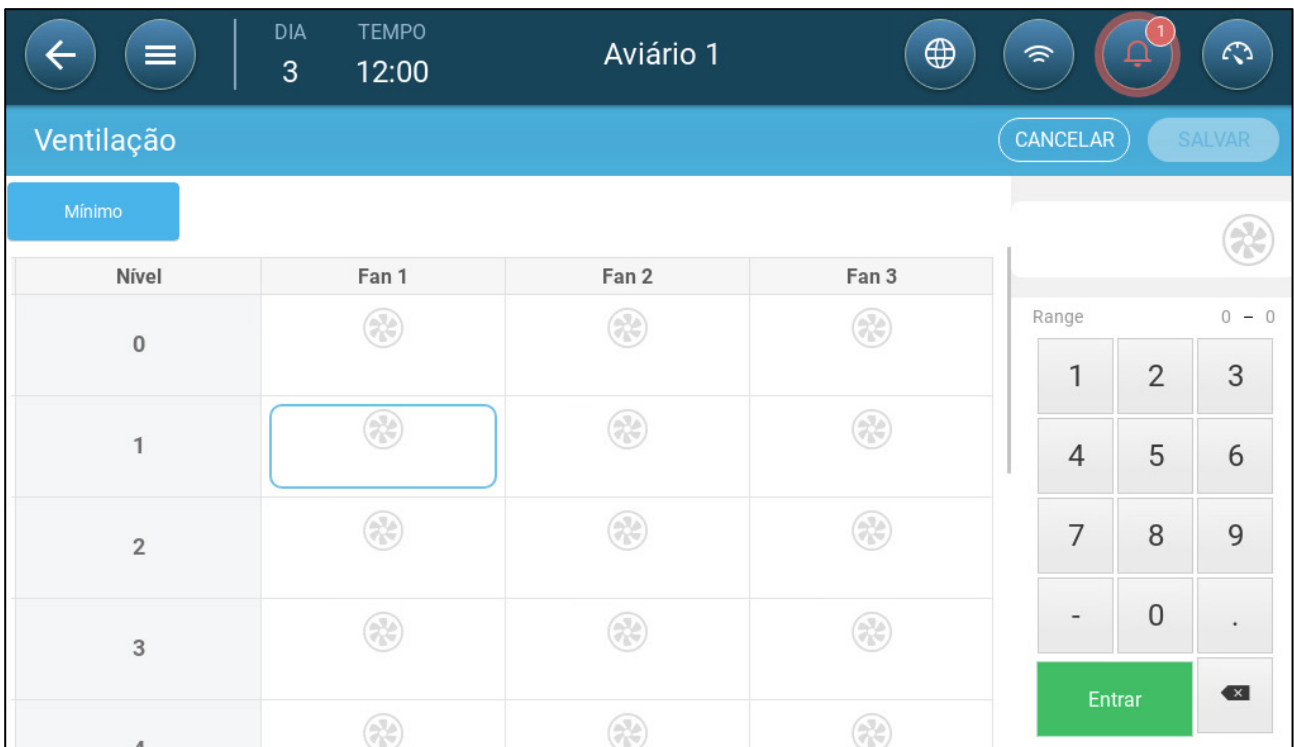 DIA TEMPO
3 12:00 Aviário 1 1
Ventilação CANCELAR SALVAR
Mínimo
Nível Fan 1 Fan 2 Fan 3
0
1
2
3
4
Range 0 – 0
1 2 3
4 5 6
7 8 9
- 0 .
Entrar